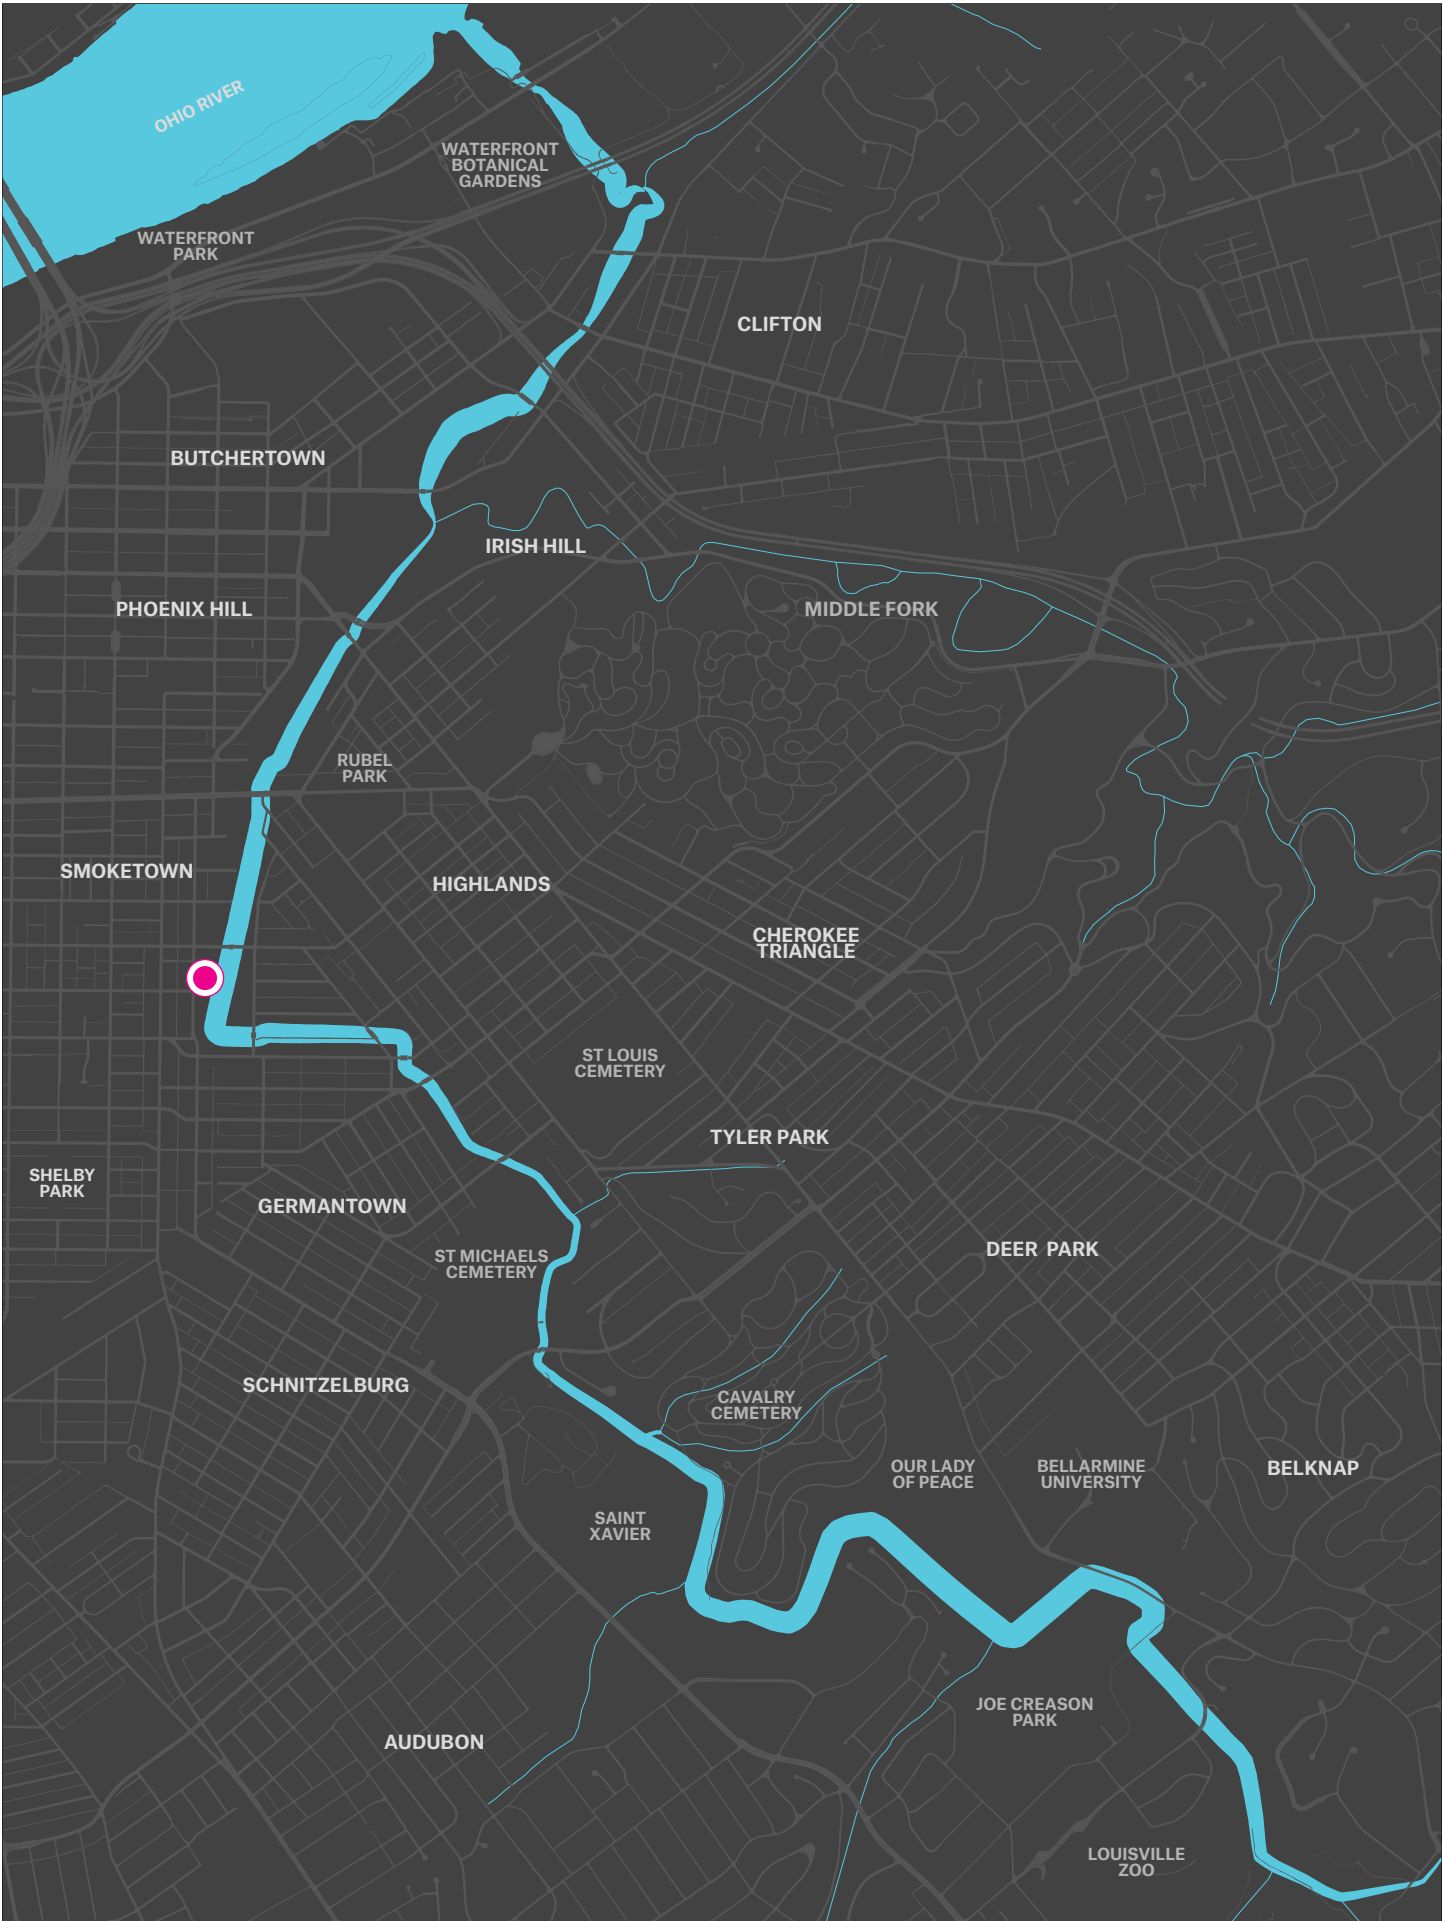 OHIO RIVER
WATERFRONT
BOTANICAL
GARDENS
WATERFRONT
PARK
CLIFTON
BUTCHERTOWN
IRISH HILL
PHOENIX HILL
MIDDLE FORK
RUBEL
PARK
SMOKETOWN
HIGHLANDS
CHEROKEE
TRIANGLE
ST LOUIS
CEMETERY
TYLER PARK
SHELBY
PARK
GERMANTOWN
ST MICHAELS
CEMETERY
DEER PARK
SCHNITZELBURG
CAVALRY
CEMETERY
OUR LADY
OF PEACE
BELLARMINE
UNIVERSITY
BELKNAP
SAINT
XAVIER
JOE CREASON
PARK
AUDUBON
LOUISVILLE
ZOO